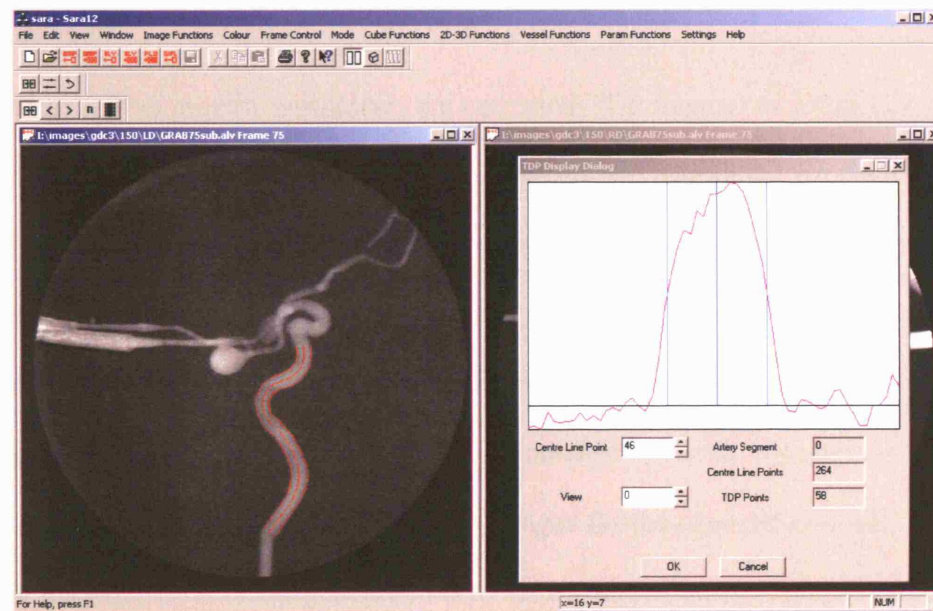 sara - Sara12
File Edit View Window Image Functions Colour Frame Control Mode Cube Functions 2D-3D Functions Vessel Functions Param Functions Settings Help
n
I:\images\gdc3\150\LD\GRAB75sub.alv Frame 75
I:\images\gdc3\150\RD\GRAB75sub.alv Frame 75
TDP Display Dialog
Centre Line Point 46 Artery Segment 0
Centre Line Points 264
View 0 TDP Points 58
OK Cancel
For Help, press F1 x=16 y=7 NUM